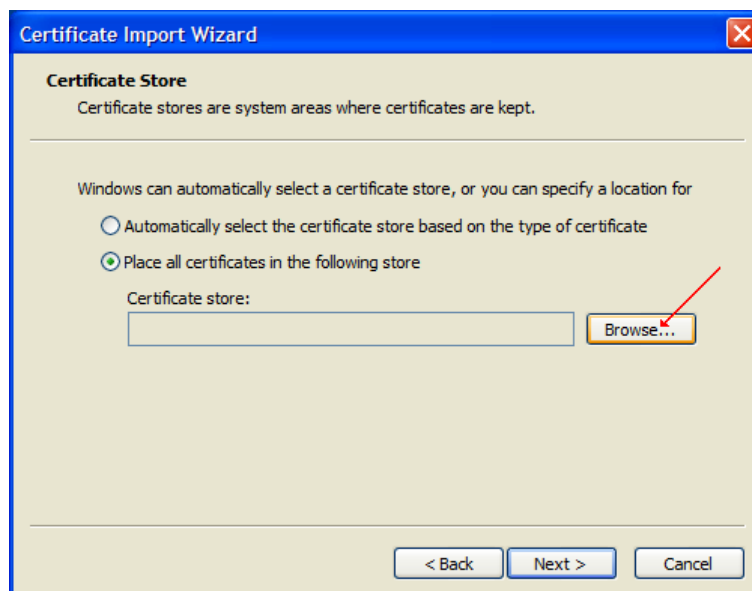 Certificate Import Wizard
Certificate Store
Certificate stores are system areas where certificates are kept.
Windows can automatically select a certificate store, or you can specify a location for
Automatically select the certificate store based on the type of certificate
Place all certificates in the following store
Certificate store:
Browse...
< Back Next > Cancel